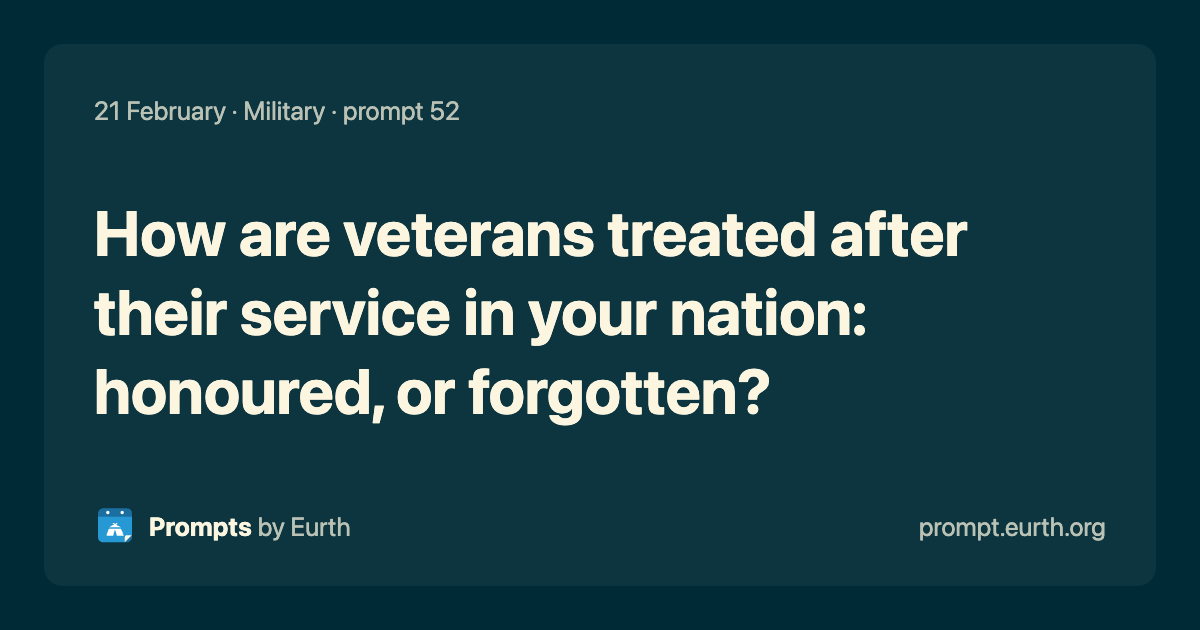 21 February · Military · prompt 52
How are veterans treated after
their service in your nation:
honoured, or forgotten?
Prompts by Eurth
prompt.eurth.org